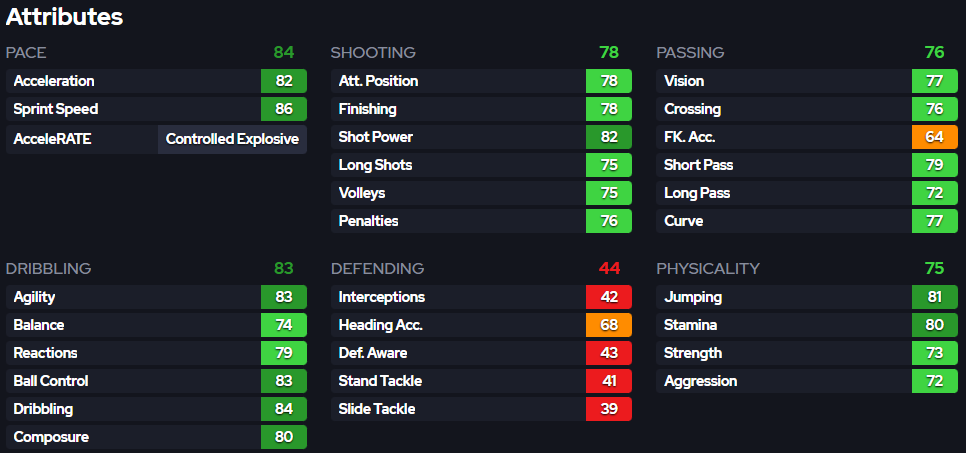 Attributes
PACE 84
Acceleration 82
Sprint Speed 86
AcceleRATE Controlled Explosive
SHOOTING 78
Att. Position 78
Finishing 78
Shot Power 82
Long Shots 75
Volleys 75
Penalties 76
PASSING 76
Vision 77
Crossing 76
FK. Acc. 64
Short Pass 79
Long Pass 72
Curve 77
DRIBBLING 83
Agility 83
Balance 74
Reactions 79
Ball Control 83
Dribbling 84
Composure 80
DEFENDING 44
Interceptions 42
Heading Acc. 68
Def. Aware 43
Stand Tackle 41
Slide Tackle 39
PHYSICALITY 75
Jumping 81
Stamina 80
Strength 73
Aggression 72